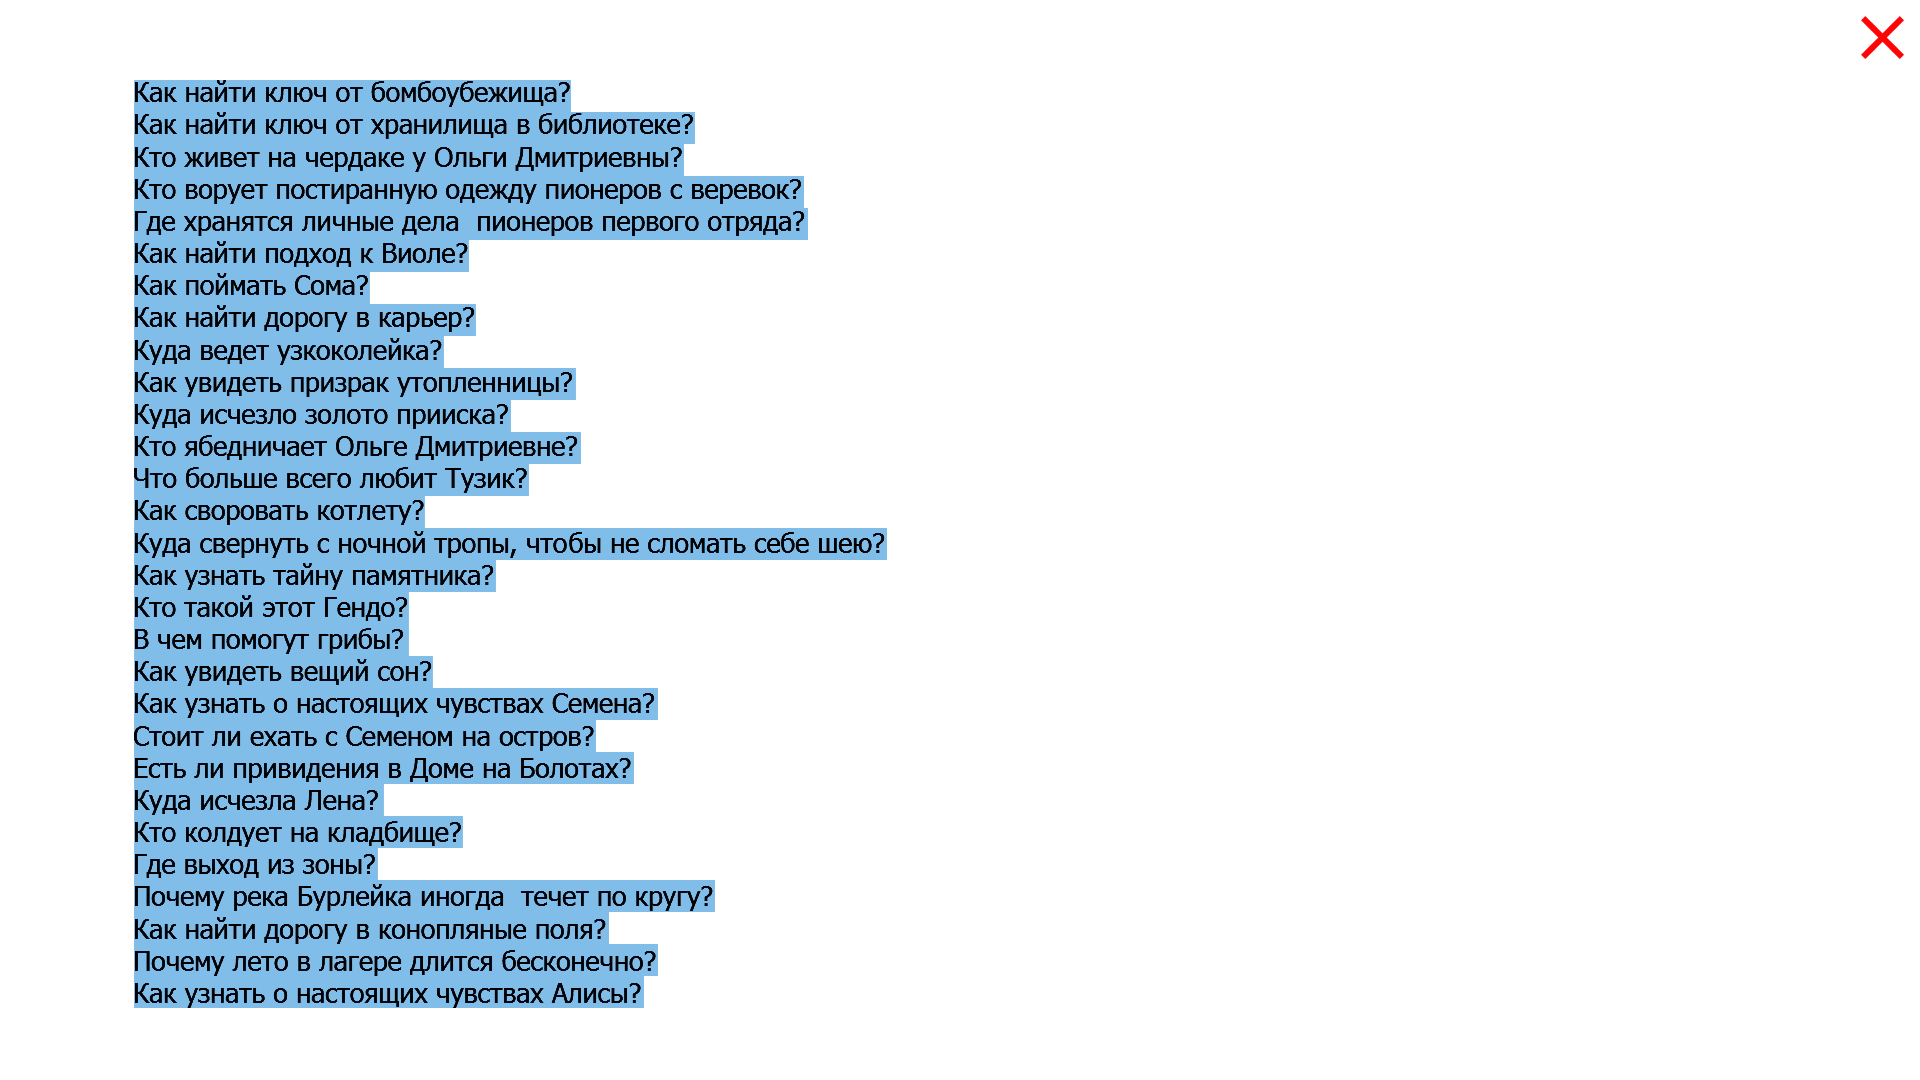 Как найти ключ от бомбоубежища?
Как найти ключ от хранилища в библиотеке?
Кто живет на чердаке у Ольги Дмитриевны?
Кто ворует постиранную одежду пионеров с веревок?
Где хранятся личные дела  пионеров первого отряда?
Как найти подход к Виоле?
Как поймать Сома?
Как найти дорогу в карьер?
Куда ведет узкоколейка?
Как увидеть призрак утопленницы?
Куда исчезло золото прииска?
Кто ябедничает Ольге Дмитриевне?
Что больше всего любит Тузик?
Как своровать котлету?
Куда свернуть с ночной тропы, чтобы не сломать себе шею?
Как узнать тайну памятника?
Кто такой этот Гендо?
В чем помогут грибы?
Как увидеть вещий сон?
Как узнать о настоящих чувствах Семена?
Стоит ли ехать с Семеном на остров?
Есть ли привидения в Доме на Болотах?
Куда исчезла Лена?
Кто колдует на кладбище?
Где выход из зоны?
Почему река Бурлейка иногда  течет по кругу?
Как найти дорогу в конопляные поля?
Почему лето в лагере длится бесконечно?
Как узнать о настоящих чувствах Алисы?